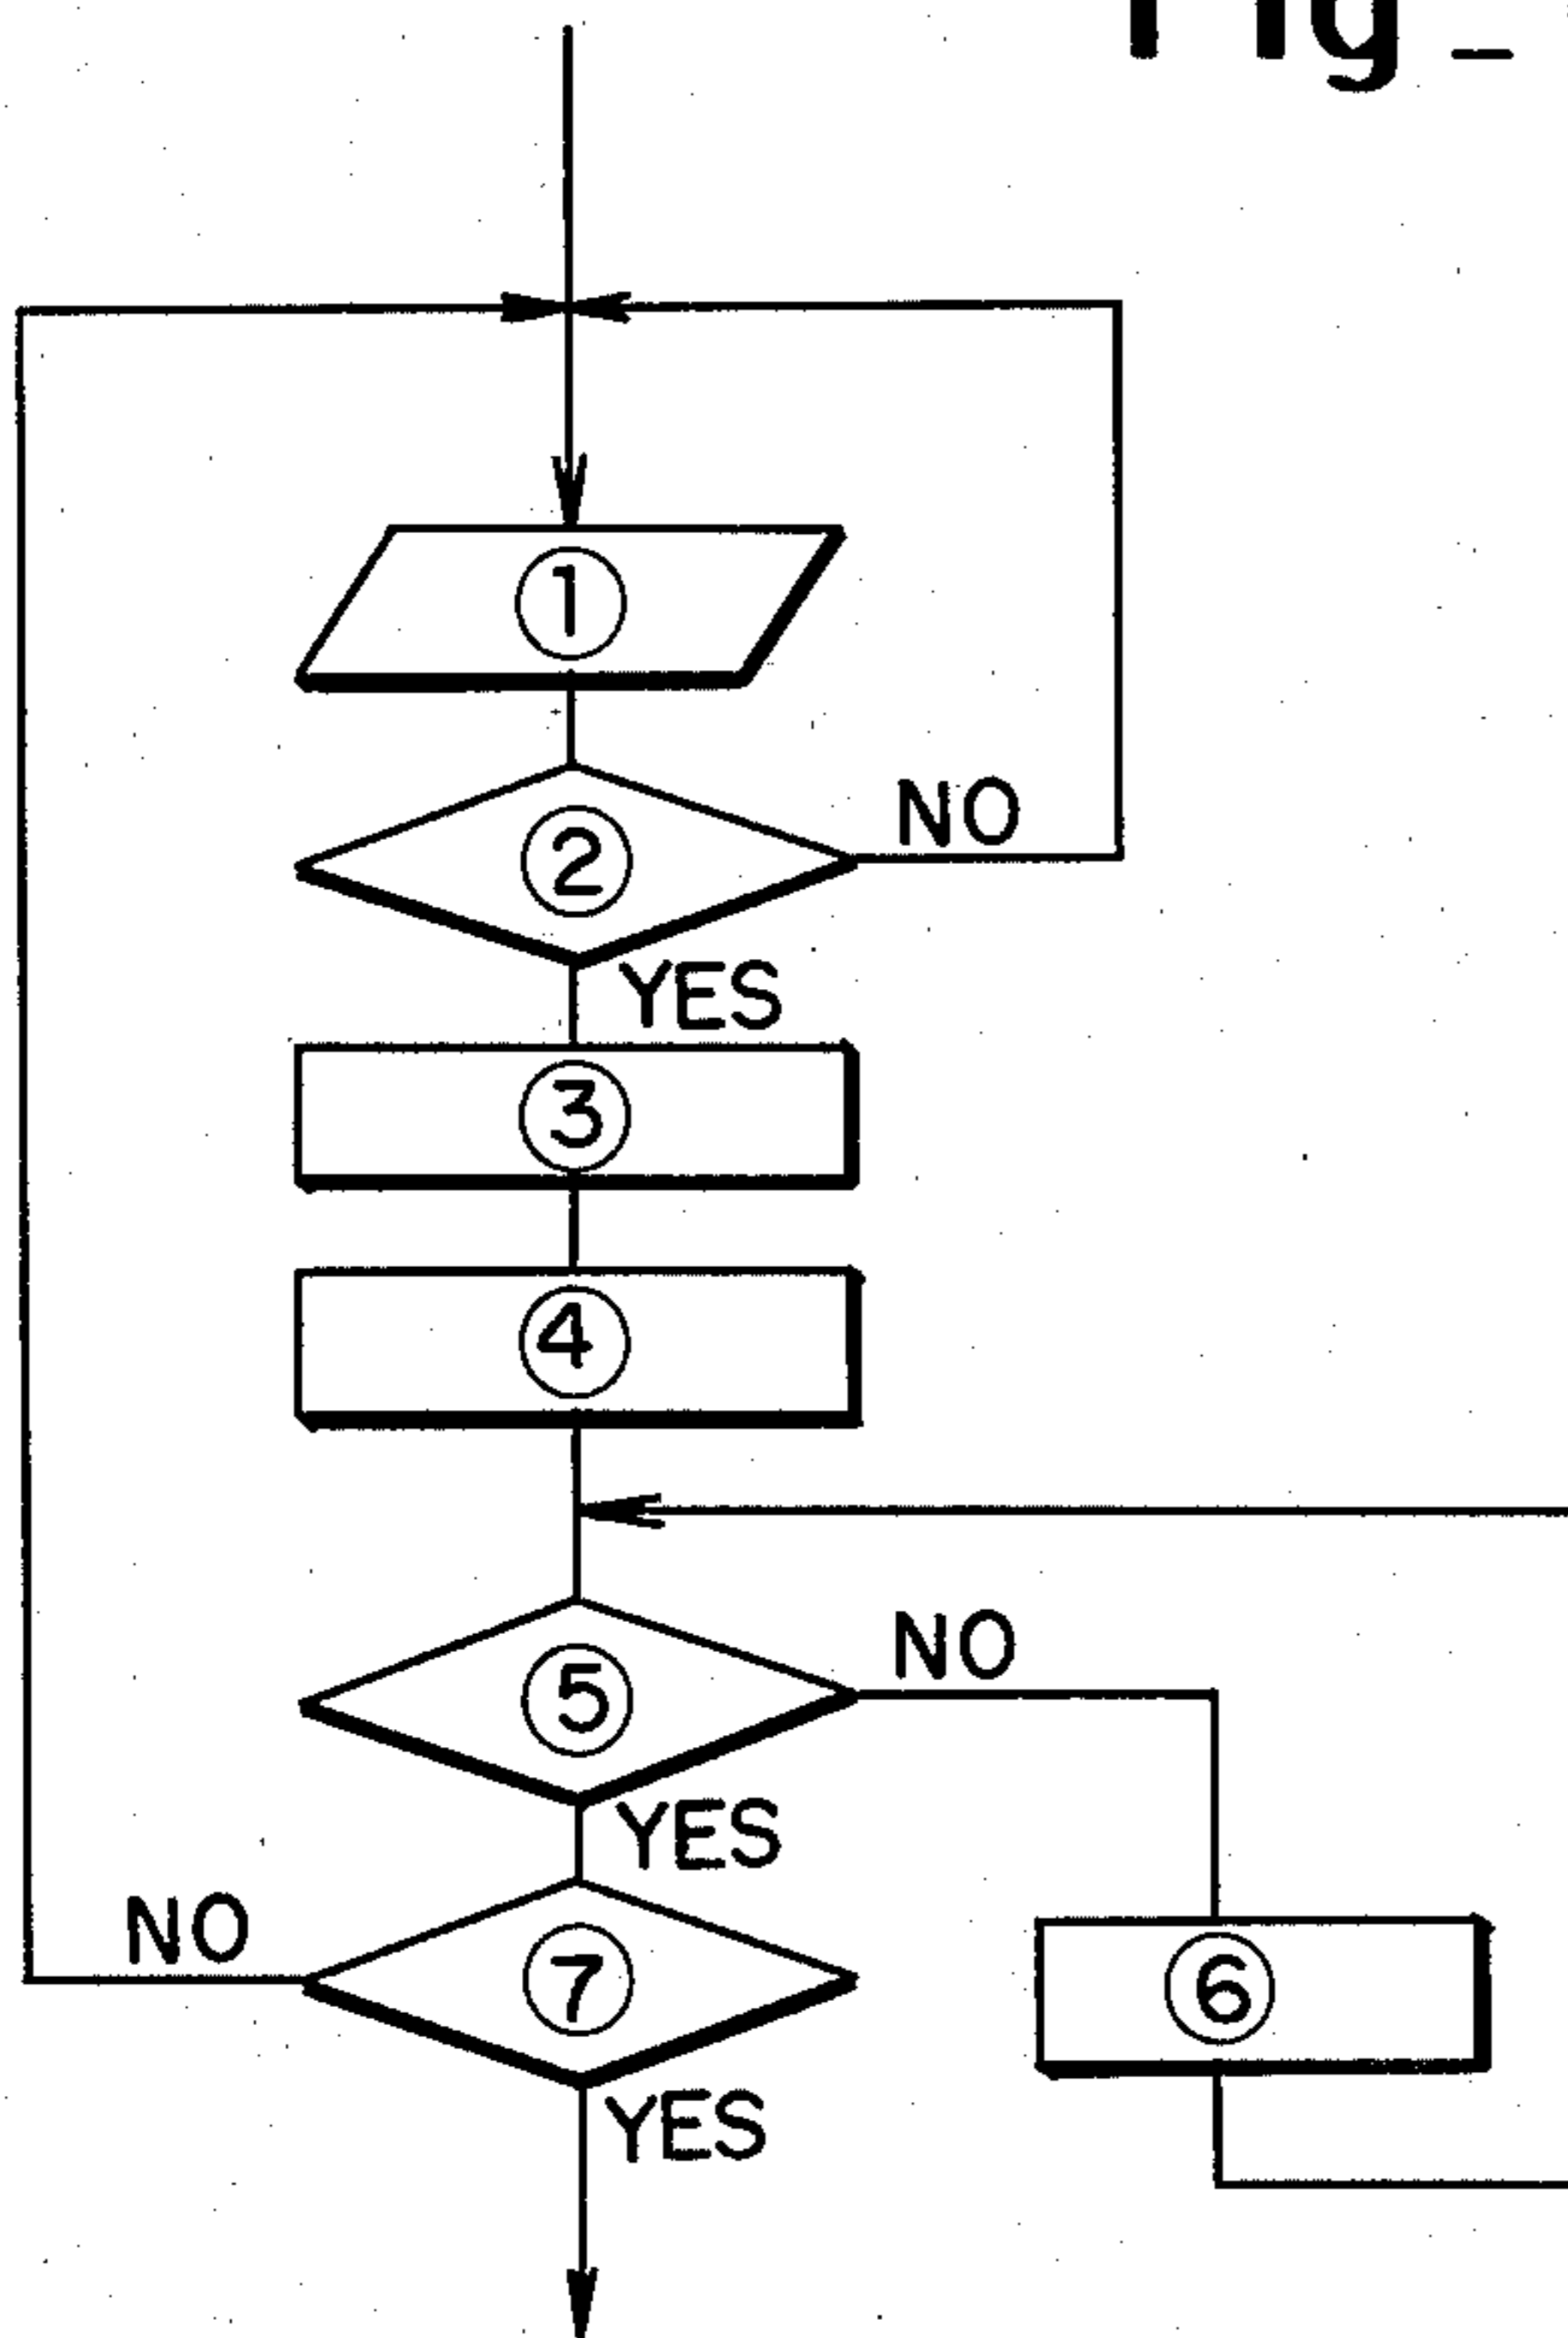 Fig_
①
②
NO
YES
③
④
⑤
NO
YES
NO
⑦
⑥
YES